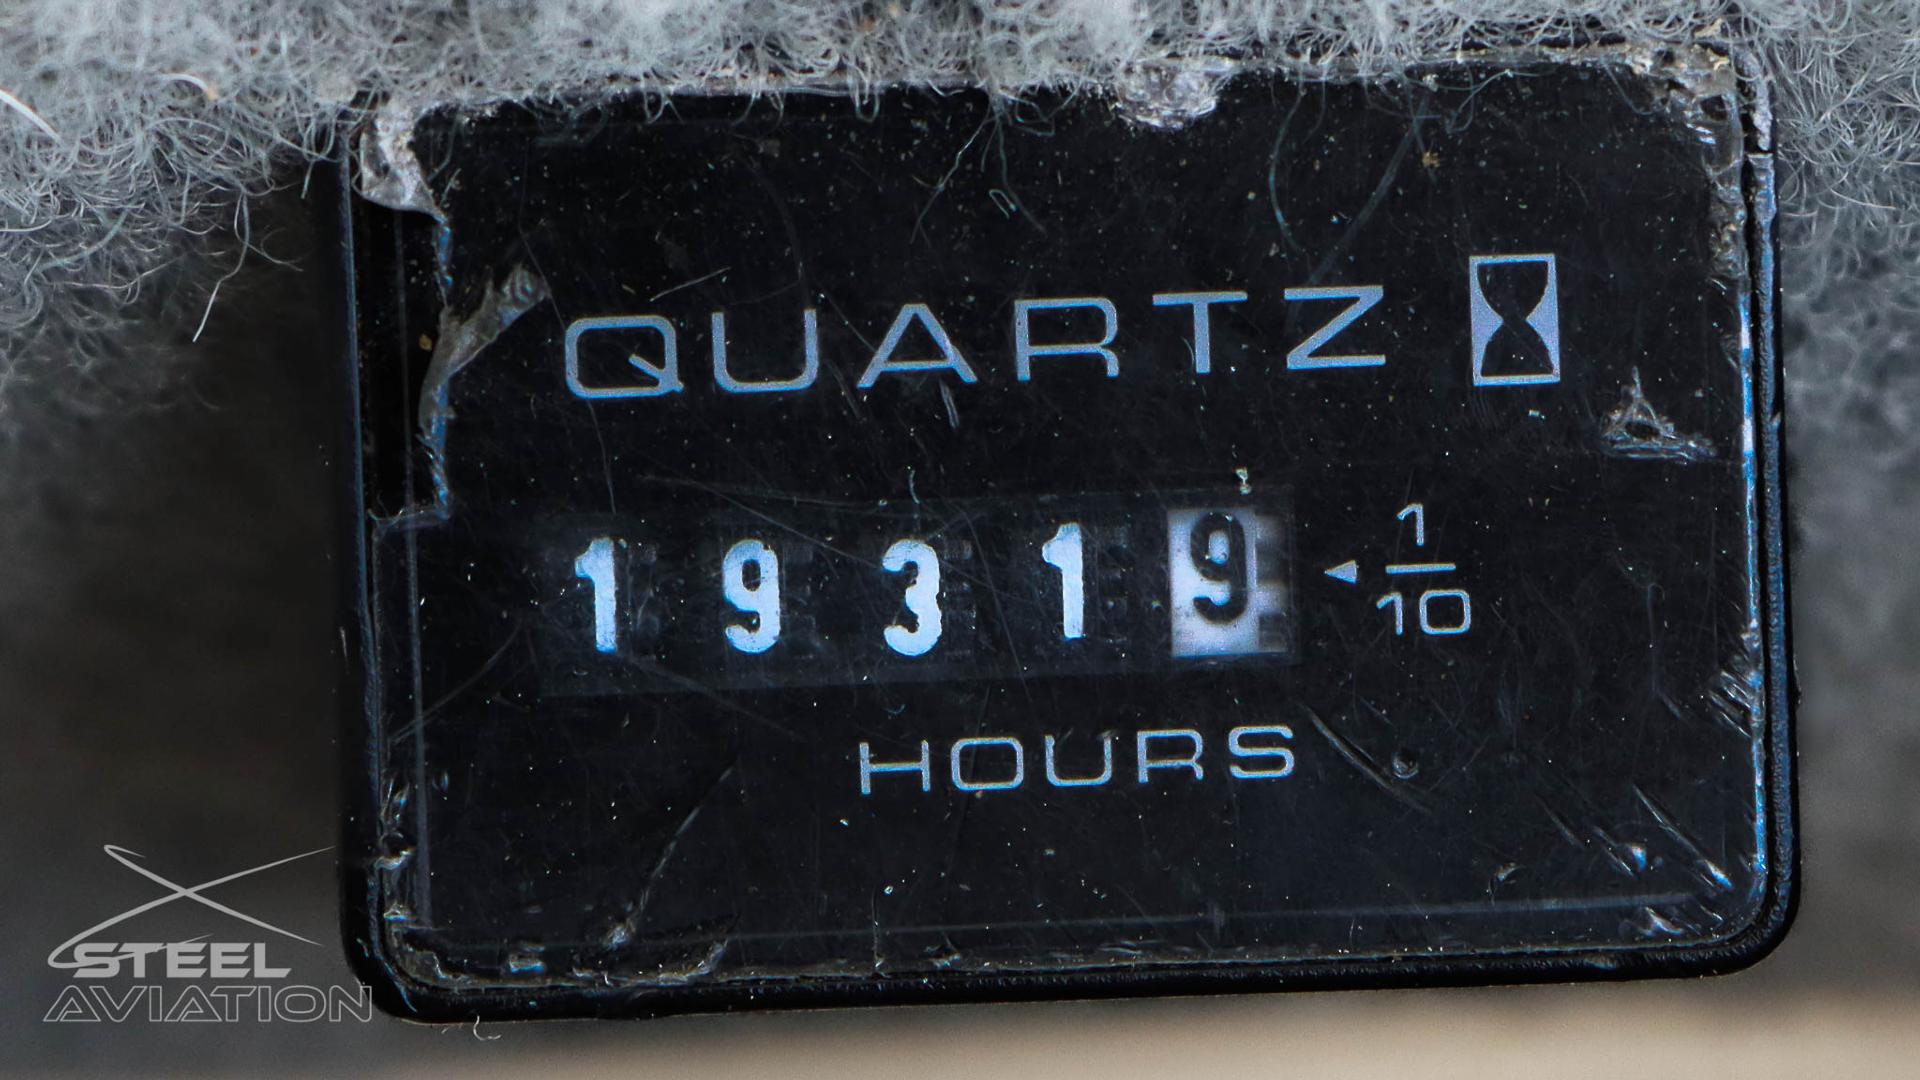 QUARTZ
19319 1/10
HOURS
STEEL
AVIATION